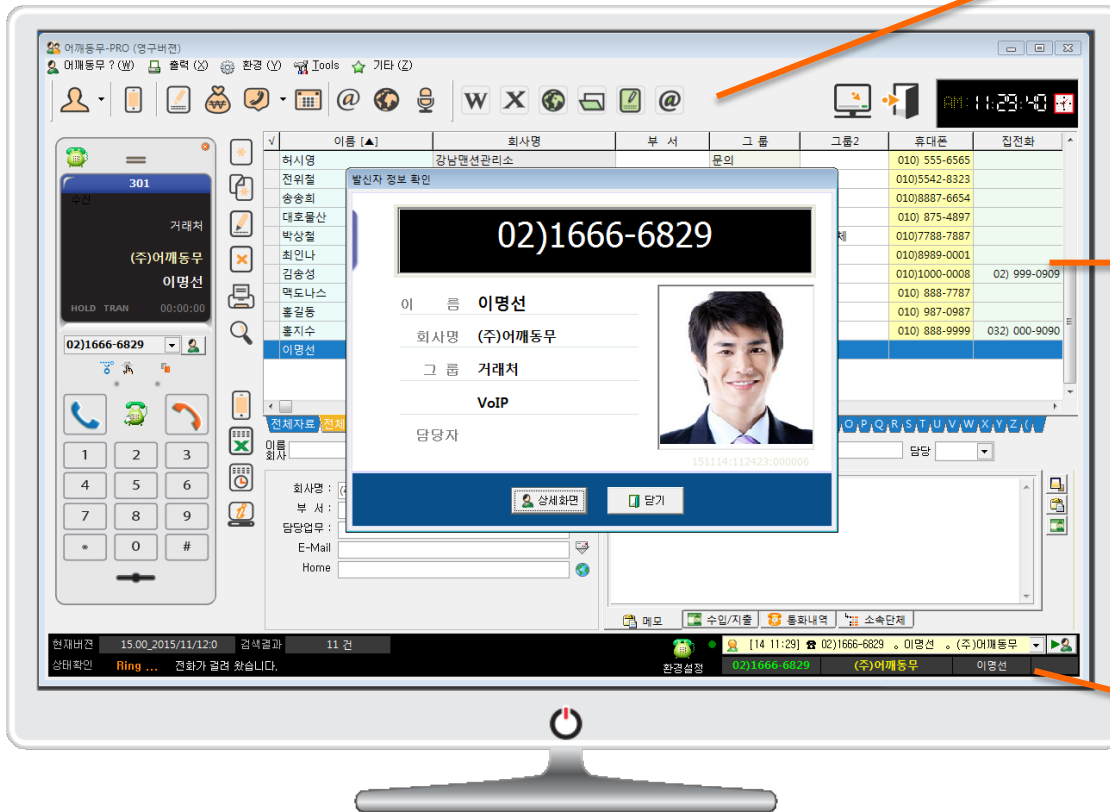 어깨동무-PRO (영구버전)
어깨동무 ? (W) 출력 (X) 환경 (Y) Tools 기타 (Z)
W X @
AM: 11:29:40
√ 이름 [▲] 회사명 부 서 그 룹 그룹2 휴대폰 집전화
허시영 강남맨션관리소 문의 010) 555-6565
전위철 010)5542-8323
송송희 010)8887-6654
대호물산 010) 875-4897
박상철 체 010)7788-7887
최인나 010)8989-0001
김송성 010)1000-0008 02) 999-0909
맥도나스 010) 888-7787
홍길동 010) 987-0987
홍지수 010) 888-9999 032) 000-9090
이명선
301
수신
거래처
(주)어깨동무
이명선
HOLD TRAN 00:00:00
02)1666-6829
1 2 3
4 5 6
7 8 9
* 0 #
발신자 정보 확인
02)1666-6829
이 름 이명선
회사명 (주)어깨동무
그 룹 거래처
VoIP
담당자
151114:112423:000006
상세화면 닫기
전체자료 전체 O P Q R S T U V W X Y Z (
이름
회사
담당
회사명 :
부 서 :
담당업무 :
E-Mail
Home
메모 수입/지출 통화내역 소속단체
현재버전 15.00_2015/11/12:0 검색결과 11 건
[14 11:29] ☎ 02)1666-6829 。이명선 。(주)어깨동무
상태확인 Ring ... 전화가 걸려 왔습니다.
환경설정 02)1666-6829 (주)어깨동무 이명선